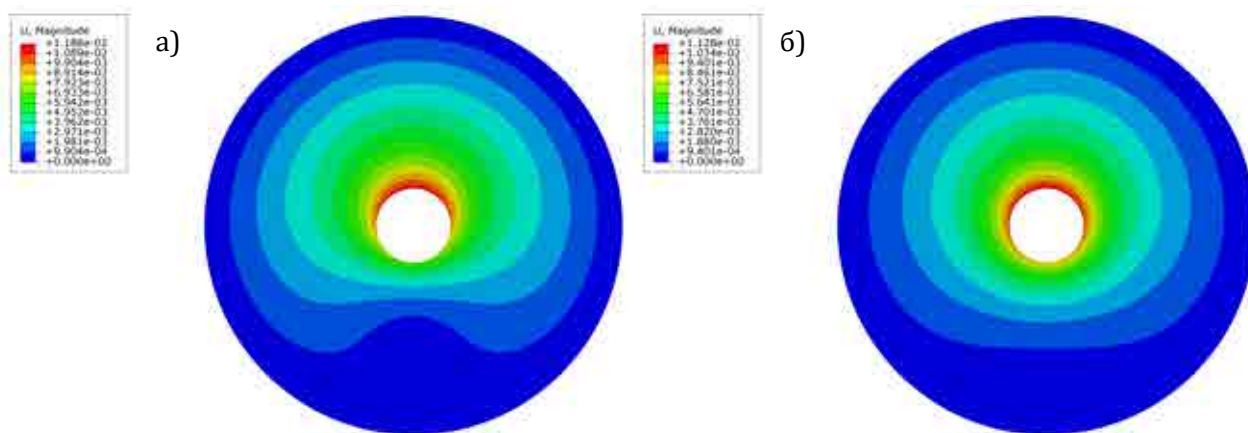 U, Magnitude
+1.188e-02
+1.089e-02
+9.904e-03
+8.914e-03
+7.923e-03
+6.933e-03
+5.942e-03
+4.952e-03
+3.962e-03
+2.971e-03
+1.981e-03
+9.904e-04
+0.000e+00
а)
U, Magnitude
+1.128e-02
+1.034e-02
+9.401e-03
+8.461e-03
+7.521e-03
+6.581e-03
+5.641e-03
+4.701e-03
+3.761e-03
+2.820e-03
+1.880e-03
+9.401e-04
+0.000e+00
б)